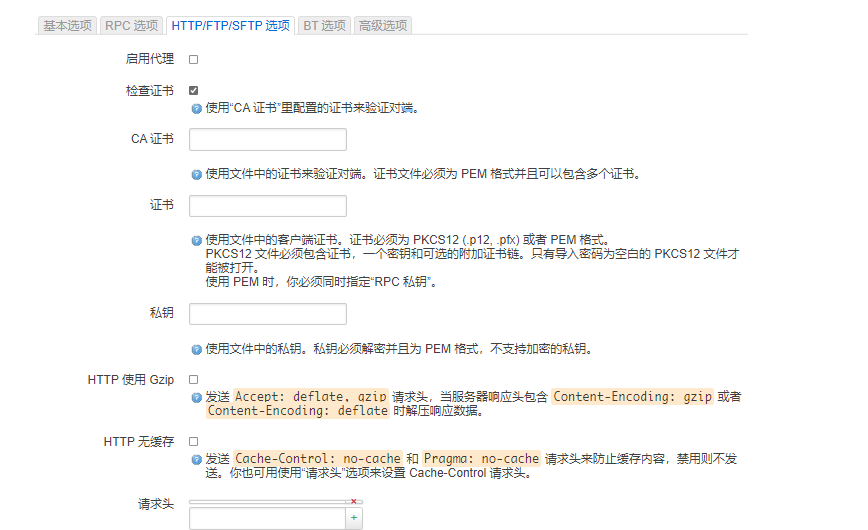 基本选项 RPC 选项 HTTP/FTP/SFTP 选项 BT 选项 高级选项
启用代理
检查证书
使用“CA 证书”里配置的证书来验证对端。
CA 证书
使用文件中的证书来验证对端。证书文件必须为 PEM 格式并且可以包含多个证书。
证书
使用文件中的客户端证书。证书必须为 PKCS12 (.p12, .pfx) 或者 PEM 格式。
PKCS12 文件必须包含证书，一个密钥和可选的附加证书链。只有导入密码为空白的 PKCS12 文件才
能被打开。
使用 PEM 时，你必须同时指定“RPC 私钥”。
私钥
使用文件中的私钥。私钥必须解密并且为 PEM 格式，不支持加密的私钥。
HTTP 使用 Gzip
发送 Accept: deflate, gzip 请求头，当服务器响应头包含 Content-Encoding: gzip 或者
Content-Encoding: deflate 时解压响应数据。
HTTP 无缓存
发送 Cache-Control: no-cache 和 Pragma: no-cache 请求头来防止缓存内容，禁用则不发
送。你也可用使用“请求头”选项来设置 Cache-Control 请求头。
请求头